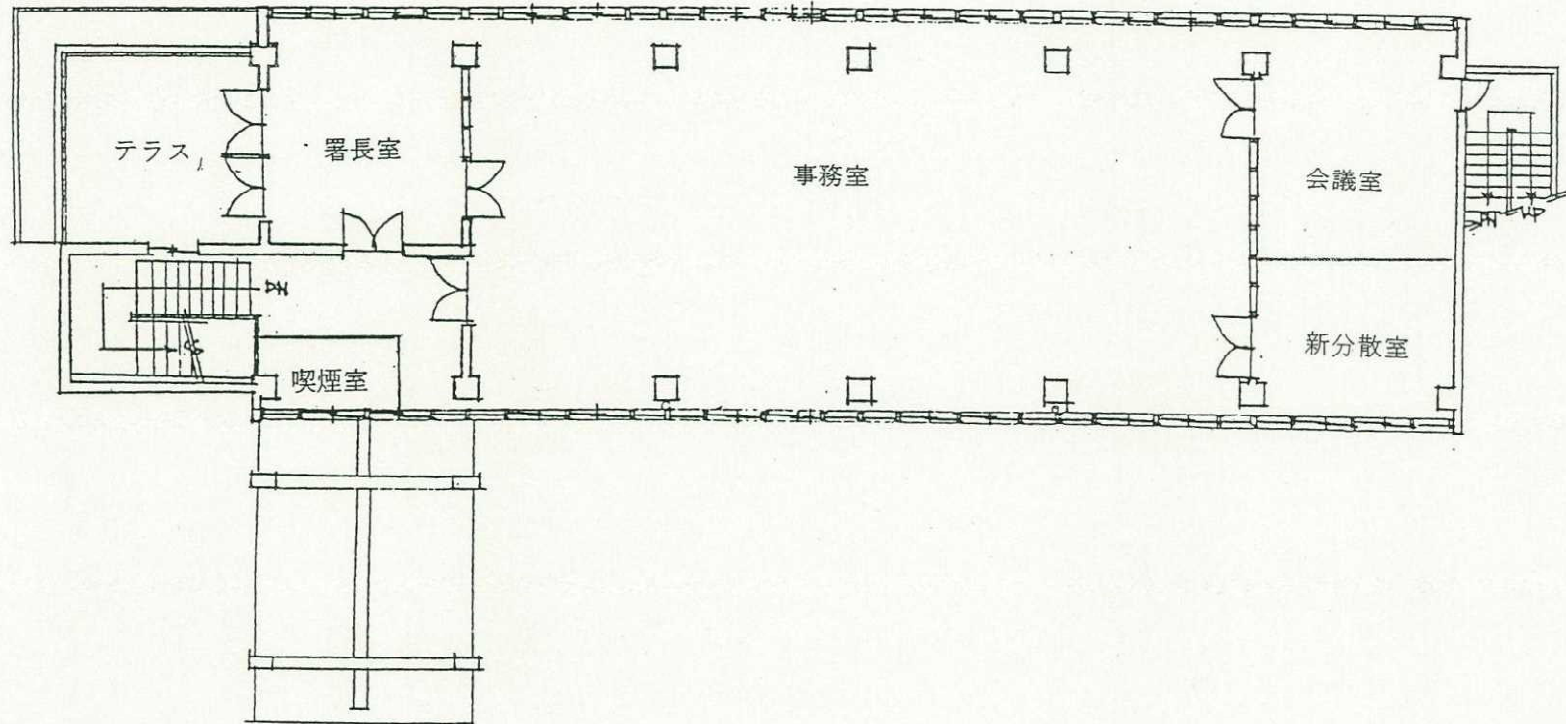 テラス
署長室
事務室
会議室
新分散室
喫煙室